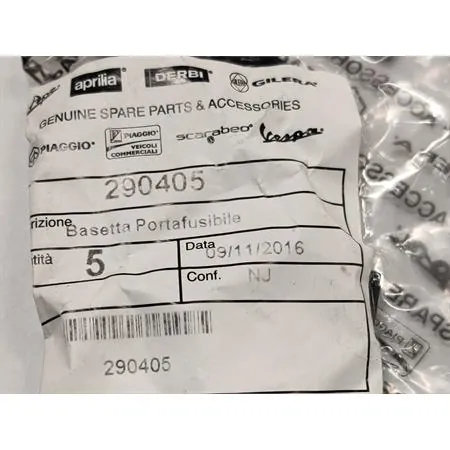 aprilia DERBI GILERA
GENUINE SPARE PARTS & ACCESSORIES
PIAGGIO PIAGGIO VEICOLI COMMERCIALI scarabeo Vespa
290405
rizione Basetta Portafusibile
ntità 5 Data 09/11/2016
Conf. NJ
290405